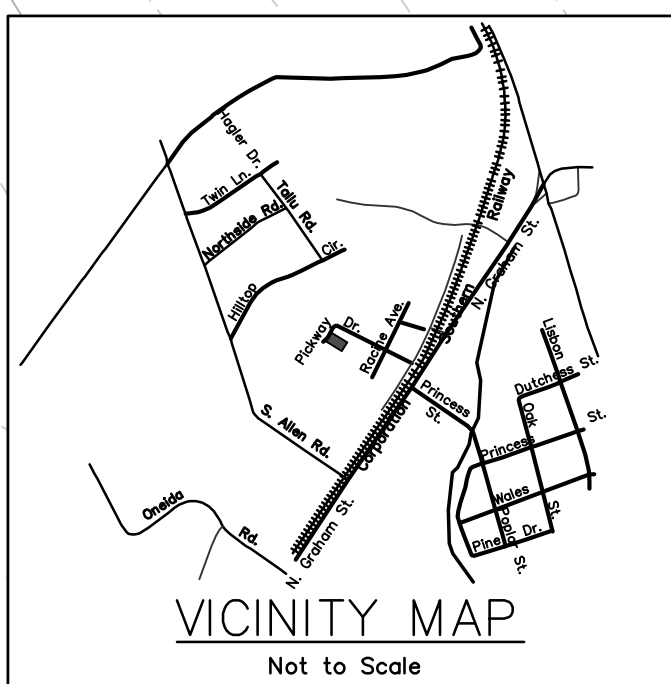 Hagler Dr.
Twin Ln.
Tallu Rd.
Northside Rd.
Hilltop Cir.
Southern Railway
Corporation
N. Graham St.
Pickway Dr.
Racine Ave.
Princess St.
Lisbon St.
Dutchess
Oak St.
Princess St.
Wales
Poplar St.
Pine Dr.
S. Allen Rd.
Oneida Rd.
N. Graham St.
VICINITY MAP
Not to Scale